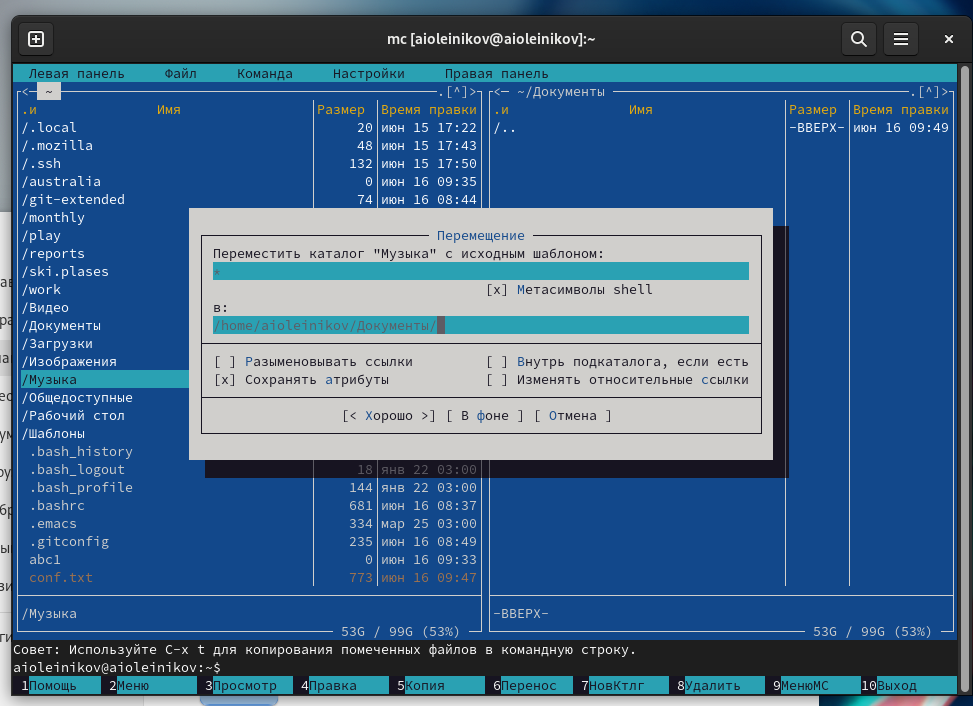 mc [aioleinikov@aioleinikov]:~
Левая панель Файл Команда Настройки Правая панель
<─ ~ .[^]>
<─ ~/Документы .[^]>
.и Имя Размер Время правки .и Имя Размер Время правки
/.local 20 июн 15 17:22 /.. -ВВЕРХ- июн 16 09:49
/.mozilla 48 июн 15 17:43
/.ssh 132 июн 15 17:50
/australia 0 июн 16 09:35
/git-extended 74 июн 16 08:44
/monthly
/play
/reports
/ski.plases
/work
/Видео
/Документы
/Загрузки
/Изображения
/Музыка
/Общедоступные
/Рабочий стол
/Шаблоны
.bash_history
.bash_logout 18 янв 22 03:00
.bash_profile 144 янв 22 03:00
.bashrc 681 июн 16 08:37
.emacs 334 мар 25 03:00
.gitconfig 235 июн 16 08:49
abc1 0 июн 16 09:33
conf.txt 773 июн 16 09:47
Перемещение
Переместить каталог "Музыка" с исходным шаблоном:
*
[x] Метасимволы shell
в:
/home/aioleinikov/Документы/
[ ] Разыменовывать ссылки [ ] Внутрь подкаталога, если есть
[x] Сохранять атрибуты [ ] Изменять относительные ссылки
[< Хорошо >] [ В фоне ] [ Отмена ]
/Музыка -ВВЕРХ-
53G / 99G (53%) 53G / 99G (53%)
Совет: Используйте C-x t для копирования помеченных файлов в командную строку.
aioleinikov@aioleinikov:~$
1Помощь 2Меню 3Просмотр 4Правка 5Копия 6Перенос 7НовКтлг 8Удалить 9МенюМС 10Выход